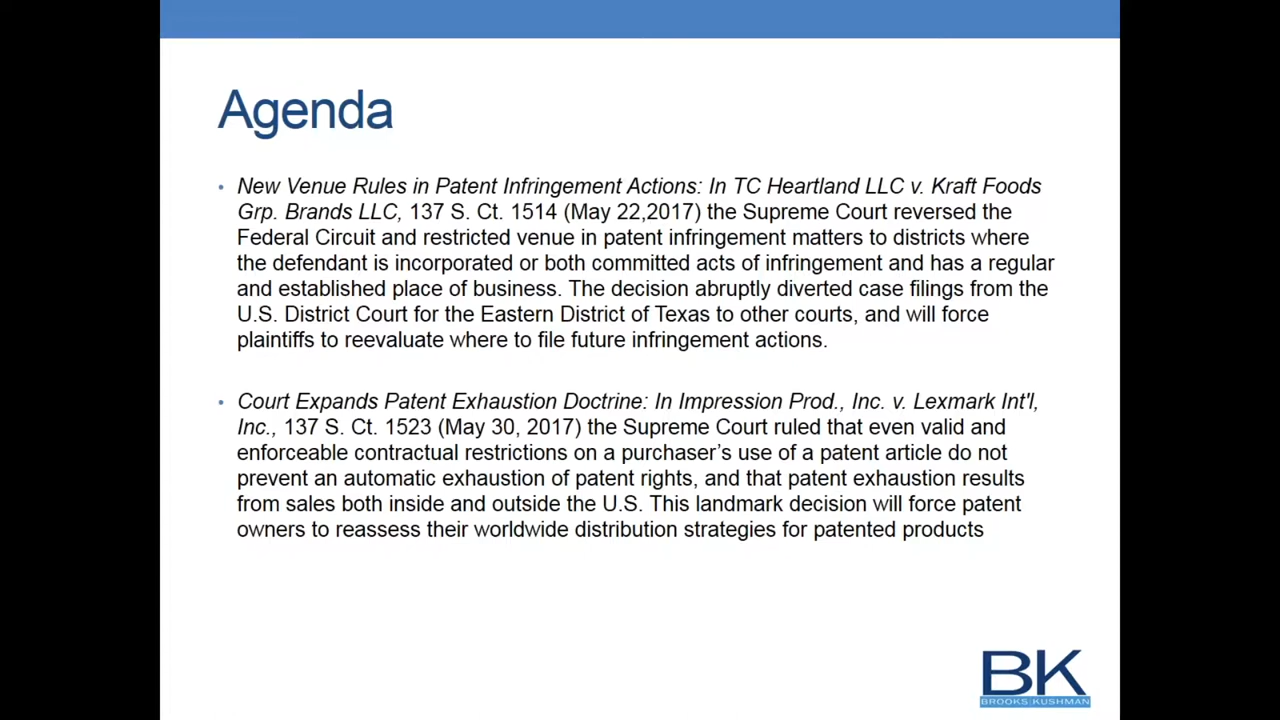 Agenda
• New Venue Rules in Patent Infringement Actions: In TC Heartland LLC v. Kraft Foods
Grp. Brands LLC, 137 S. Ct. 1514 (May 22,2017) the Supreme Court reversed the
Federal Circuit and restricted venue in patent infringement matters to districts where
the defendant is incorporated or both committed acts of infringement and has a regular
and established place of business. The decision abruptly diverted case filings from the
U.S. District Court for the Eastern District of Texas to other courts, and will force
plaintiffs to reevaluate where to file future infringement actions.
• Court Expands Patent Exhaustion Doctrine: In Impression Prod., Inc. v. Lexmark Int'l,
Inc., 137 S. Ct. 1523 (May 30, 2017) the Supreme Court ruled that even valid and
enforceable contractual restrictions on a purchaser’s use of a patent article do not
prevent an automatic exhaustion of patent rights, and that patent exhaustion results
from sales both inside and outside the U.S. This landmark decision will force patent
owners to reassess their worldwide distribution strategies for patented products
BK
BROOKS KUSHMAN